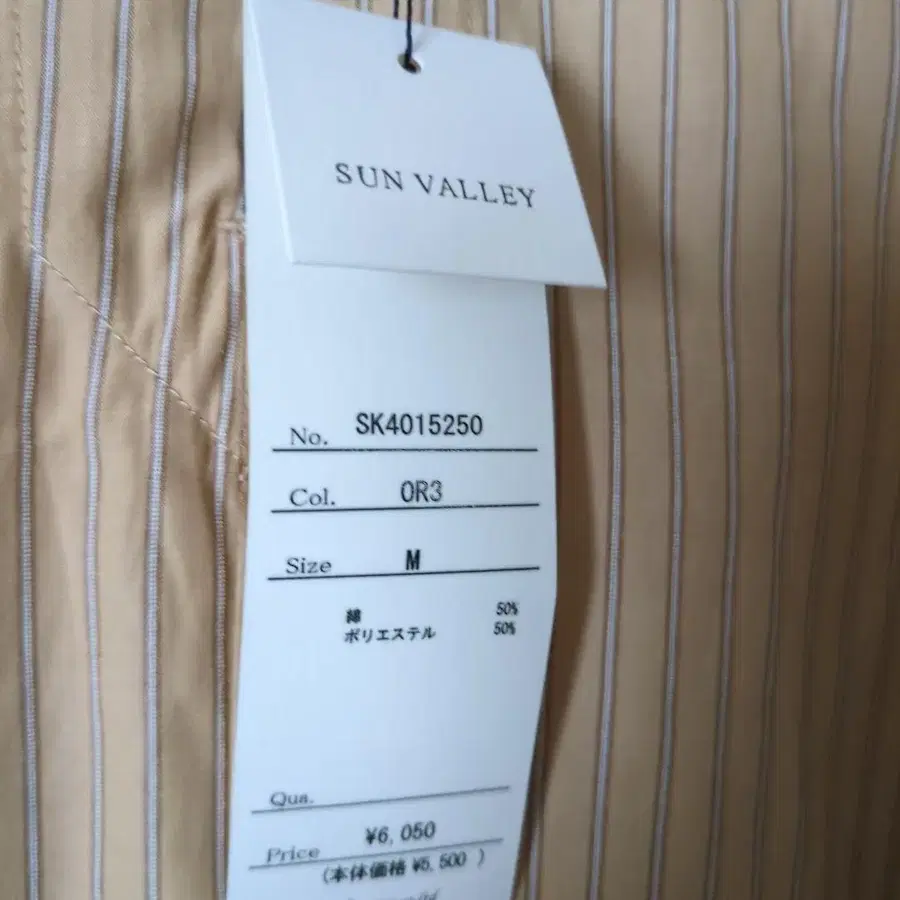 SUN VALLEY
No. SK4015250
Col. OR3
Size M
綿 50%
ポリエステル 50%
Qua.
Price ¥6,050
(本体価格 ¥5,500 )